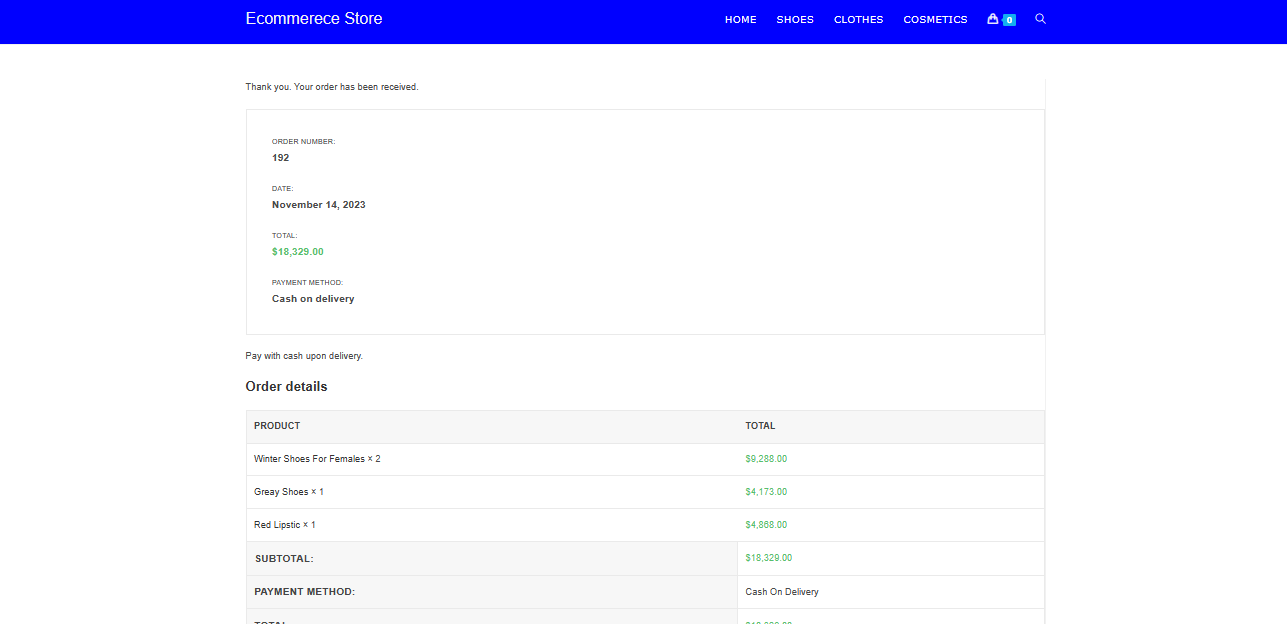 Ecommerece Store
HOME SHOES CLOTHES COSMETICS 0
Thank you. Your order has been received.
ORDER NUMBER:
192
DATE:
November 14, 2023
TOTAL:
$18,329.00
PAYMENT METHOD:
Cash on delivery
Pay with cash upon delivery.
Order details
PRODUCT TOTAL
Winter Shoes For Females × 2 $9,288.00
Greay Shoes × 1 $4,173.00
Red Lipstic × 1 $4,868.00
SUBTOTAL: $18,329.00
PAYMENT METHOD: Cash On Delivery